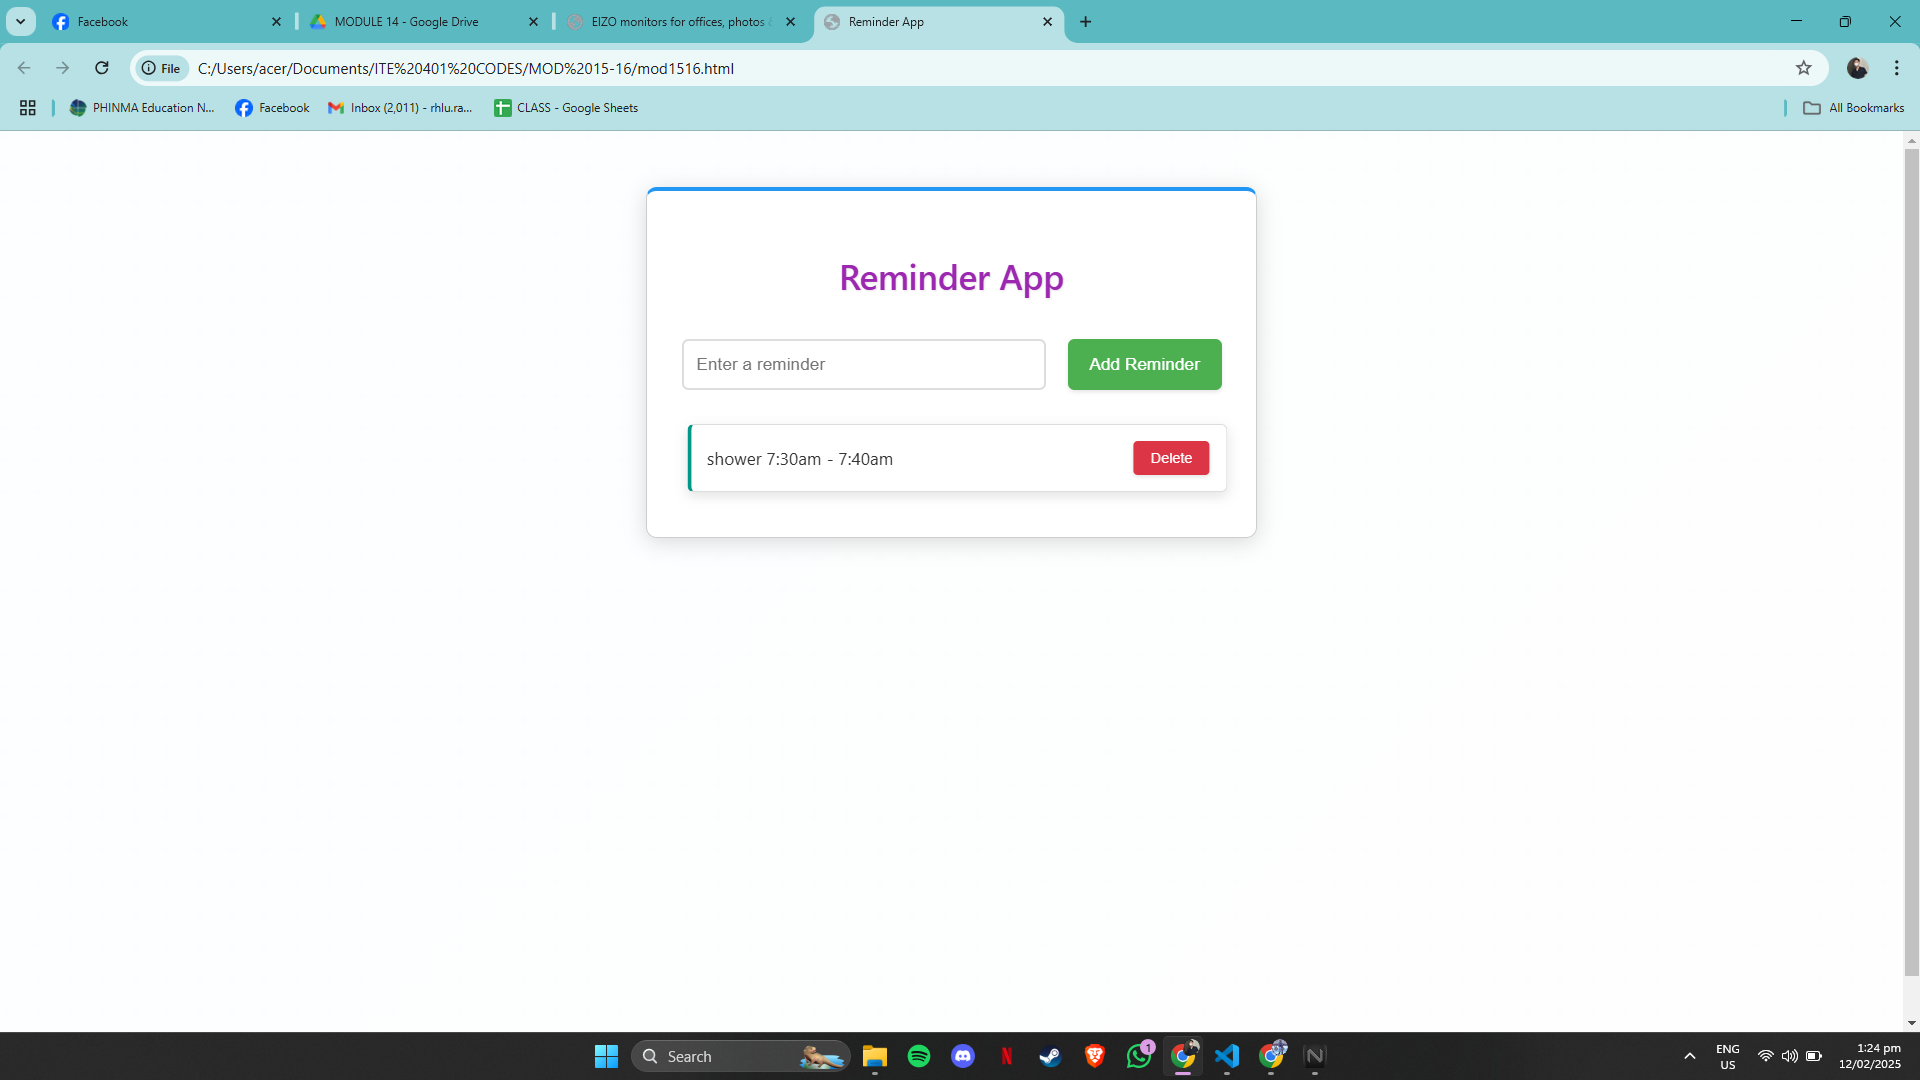 Facebook
MODULE 14 - Google Drive
EIZO monitors for offices, photos
Reminder App
File
C:/Users/acer/Documents/ITE%20401%20CODES/MOD%2015-16/mod1516.html
PHINMA Education N...
Facebook
Inbox (2,011) - rhlu.ra...
CLASS - Google Sheets
All Bookmarks
Reminder App
Enter a reminder
Add Reminder
shower 7:30am - 7:40am
Delete
Search
N
1
N
ENG
US
1:24 pm
12/02/2025